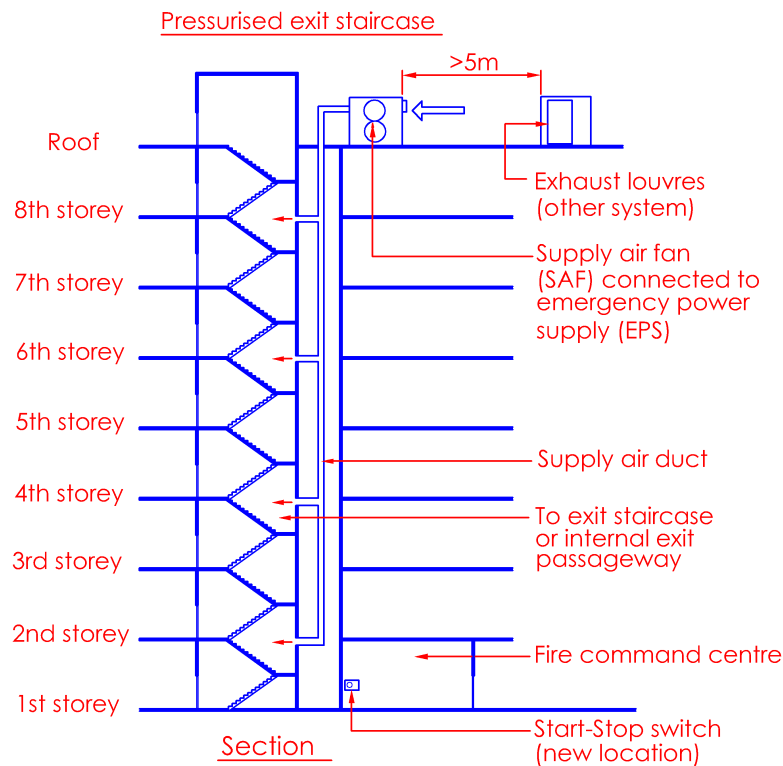 Pressurised exit staircase
>5m
Roof
Exhaust louvres
(other system)
8th storey
Supply air fan
(SAF) connected to
emergency power
supply (EPS)
7th storey
6th storey
5th storey
Supply air duct
4th storey
To exit staircase
or internal exit
passageway
3rd storey
2nd storey
Fire command centre
1st storey
Start-Stop switch
(new location)
Section